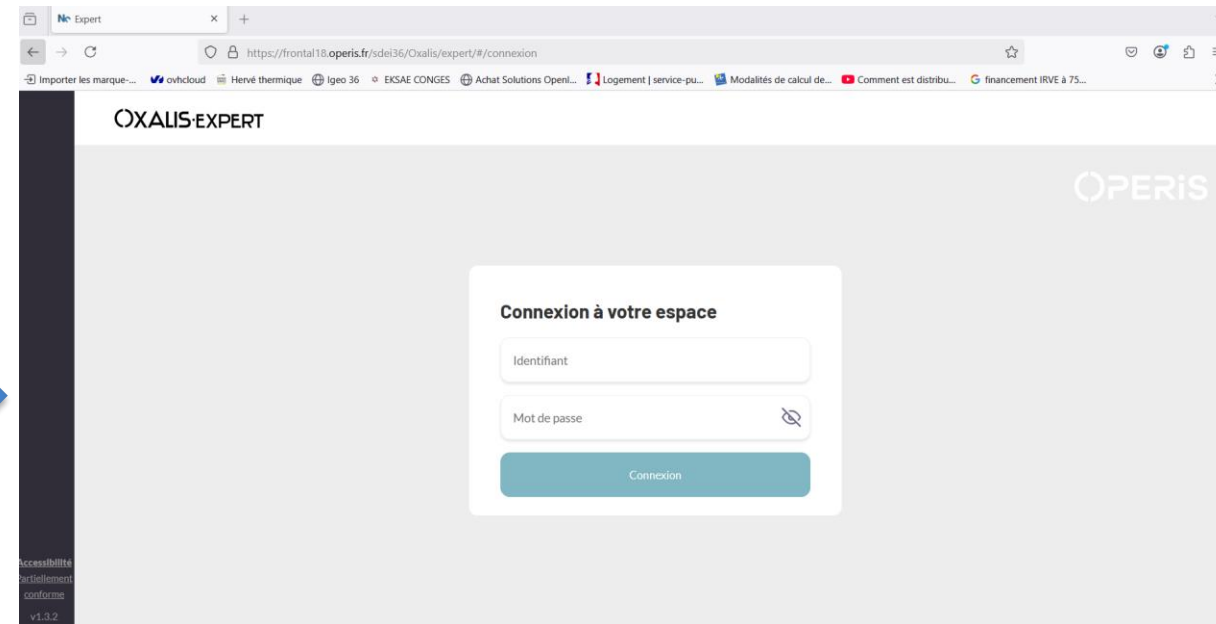 Nc Expert × +
https://frontal18.operis.fr/sdei36/Oxalis/expert/#/connexion
Importer les marque-... ovhcloud Hervé thermique Igeo 36 EKSAE CONGES Achat Solutions OpenI... Logement | service-pu... Modalités de calcul de... Comment est distribu... financement IRVE à 75...
OXALIS·EXPERT
OPERiS
Connexion à votre espace
Identifiant
Mot de passe
Connexion
Accessibilité
Partiellement
conforme
v1.3.2